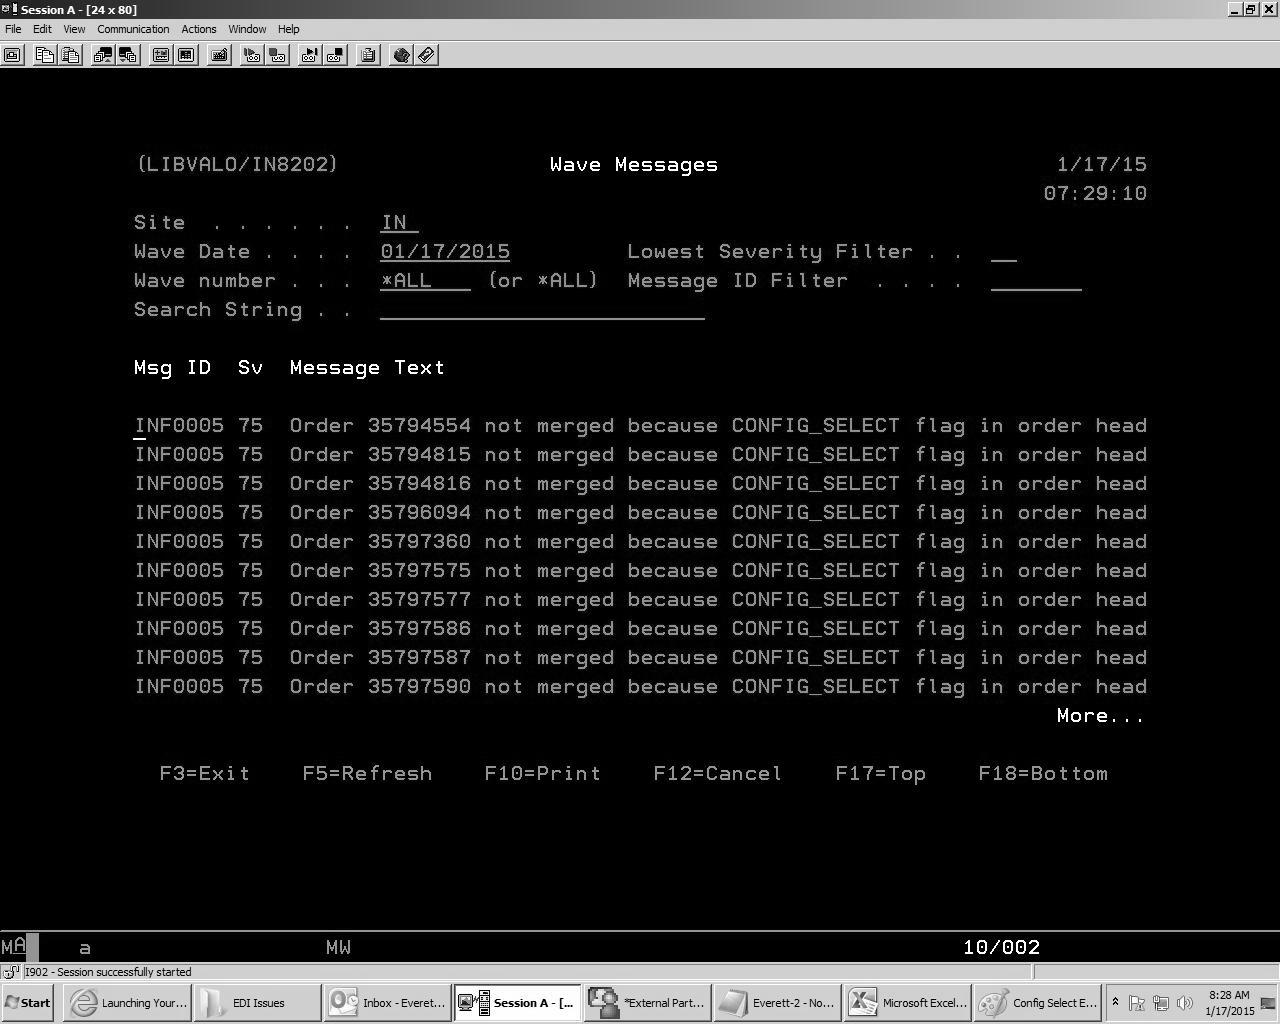 Session A - [24 x 80]
File Edit View Communication Actions Window Help
(LIBVALO/IN8202) Wave Messages 1/17/15
07:29:10
Site . . . . . . IN
Wave Date . . . . 01/17/2015 Lowest Severity Filter . .
Wave number . . . *ALL (or *ALL) Message ID Filter . . . .
Search String . .
Msg ID Sv Message Text
INF0005 75 Order 35794554 not merged because CONFIG_SELECT flag in order head
INF0005 75 Order 35794815 not merged because CONFIG_SELECT flag in order head
INF0005 75 Order 35794816 not merged because CONFIG_SELECT flag in order head
INF0005 75 Order 35796094 not merged because CONFIG_SELECT flag in order head
INF0005 75 Order 35797360 not merged because CONFIG_SELECT flag in order head
INF0005 75 Order 35797575 not merged because CONFIG_SELECT flag in order head
INF0005 75 Order 35797577 not merged because CONFIG_SELECT flag in order head
INF0005 75 Order 35797586 not merged because CONFIG_SELECT flag in order head
INF0005 75 Order 35797587 not merged because CONFIG_SELECT flag in order head
INF0005 75 Order 35797590 not merged because CONFIG_SELECT flag in order head
More...
F3=Exit F5=Refresh F10=Print F12=Cancel F17=Top F18=Bottom
MA a MW 10/002
I902 - Session successfully started
Start Launching Your... EDI Issues Inbox - Everet... Session A - [... *External Part... Everett-2 - No... Microsoft Excel... Config Select E... 8:28 AM
1/17/2015